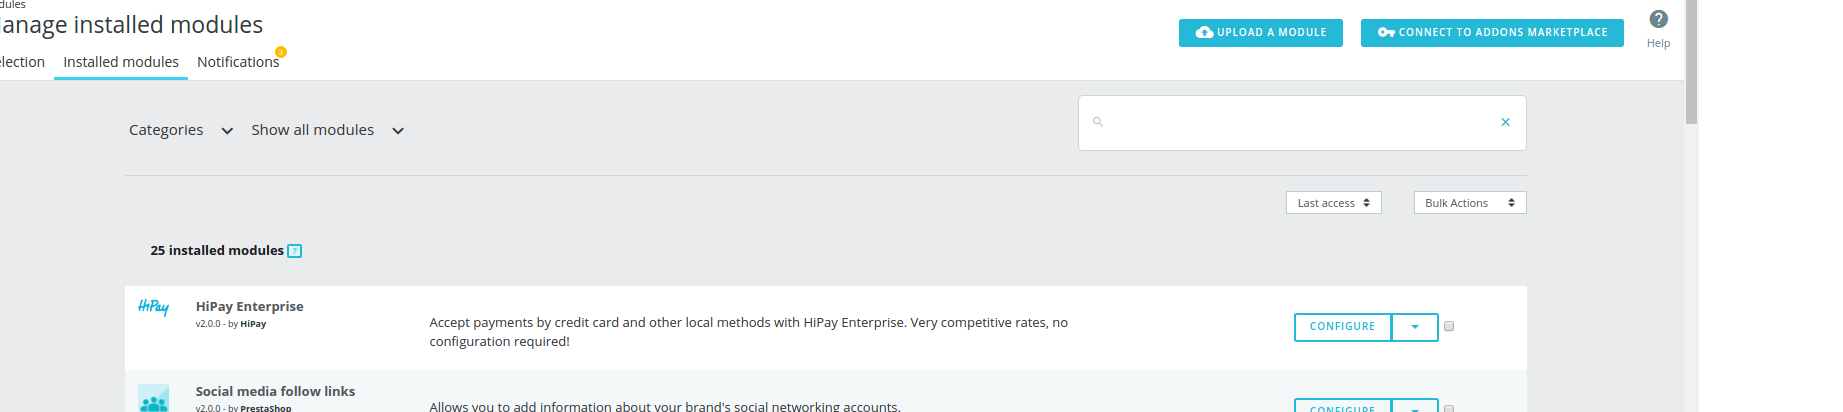 dules
anage installed modules
UPLOAD A MODULE
CONNECT TO ADDONS MARKETPLACE
Help
lection
Installed modules
Notifications
3
Categories
Show all modules
Last access
Bulk Actions
25 installed modules ?
HiPay
HiPay Enterprise
v2.0.0 - by HiPay
Accept payments by credit card and other local methods with HiPay Enterprise. Very competitive rates, no
configuration required!
CONFIGURE
Social media follow links
v2.0.0 - by PrestaShop
Allows you to add information about your brand's social networking accounts.
CONFIGURE